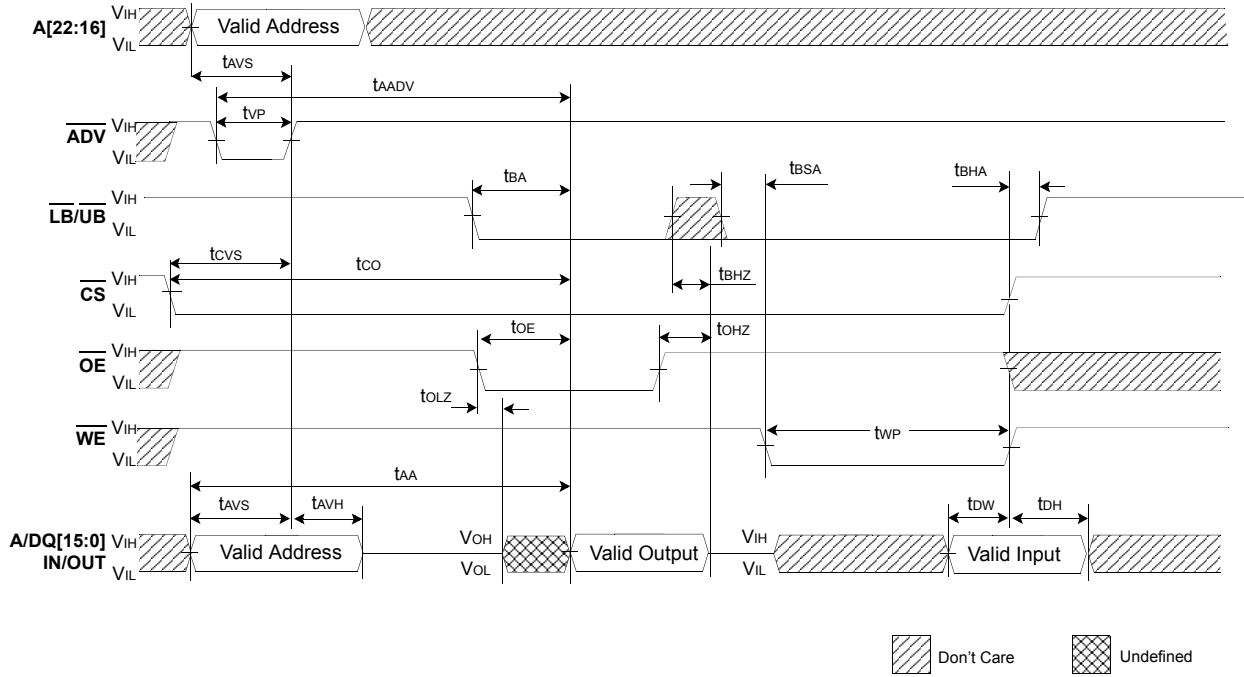 A[22:16] VIH Valid Address
VIL
tAVS
tAADV
tVP
ADV VIH
VIL
tBA tBSA tBHA
LB/UB VIH
VIL
tCVS
tCO
tBHZ
CS VIH
VIL
tOE tOHZ
OE VIH
VIL
tOLZ
WE VIH
VIL
tWP
tAA
tAVS tAVH tDW tDH
A/DQ[15:0] VIH Valid Address VOH Valid Output VIH Valid Input
IN/OUT VIL VOL VIL
Don't Care Undefined